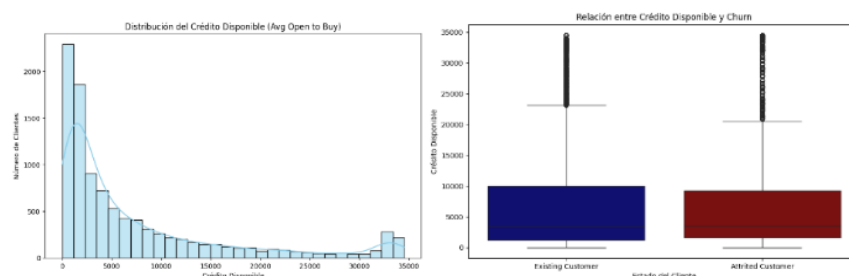 Distribución del Crédito Disponible (Avg Open to Buy)
Número de Clientes
2000
1500
1000
500
0
0 5000 10000 15000 20000 25000 30000 35000
Crédito Disponible
Relación entre Crédito Disponible y Churn
Crédito Disponible
35000
30000
25000
20000
15000
10000
5000
0
Existing Customer Attrited Customer
Estado del Cliente